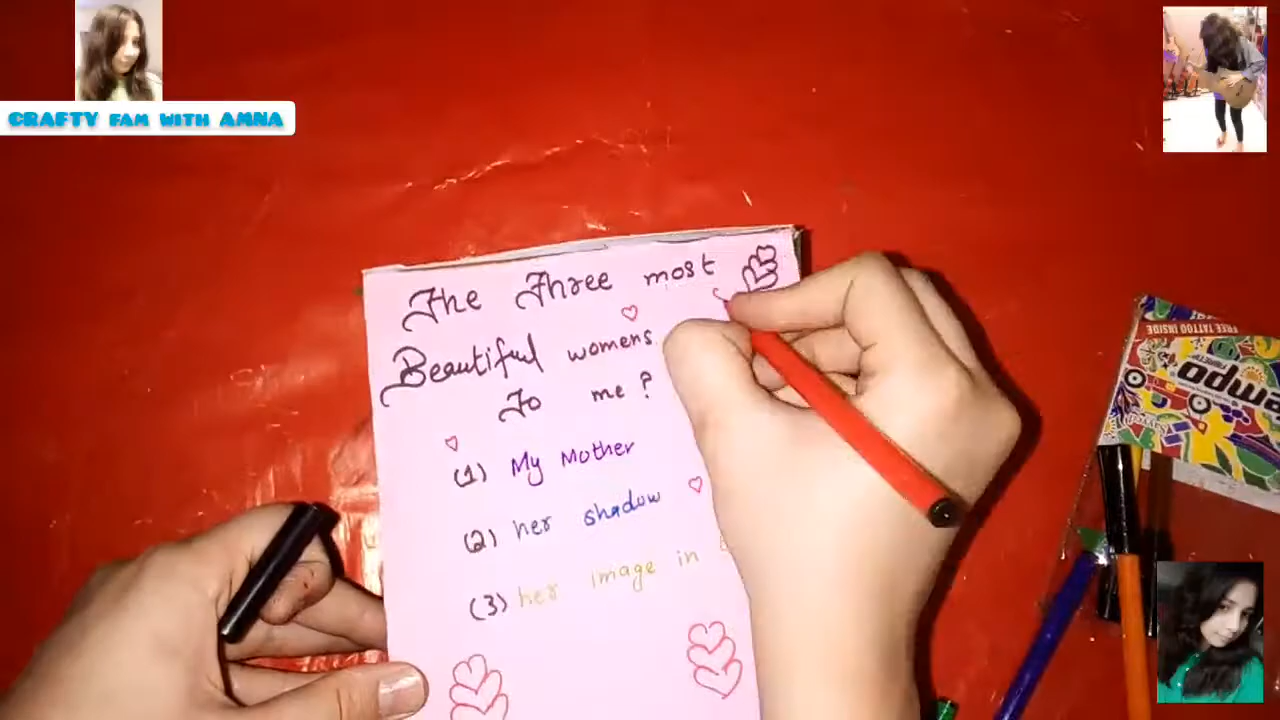 CRAFTY FAM WITH AMNA
The Three most
Beautiful womens
To me ?
(1) My Mother
(2) her shadow
(3) her image in
FREE TATTOO INSIDE